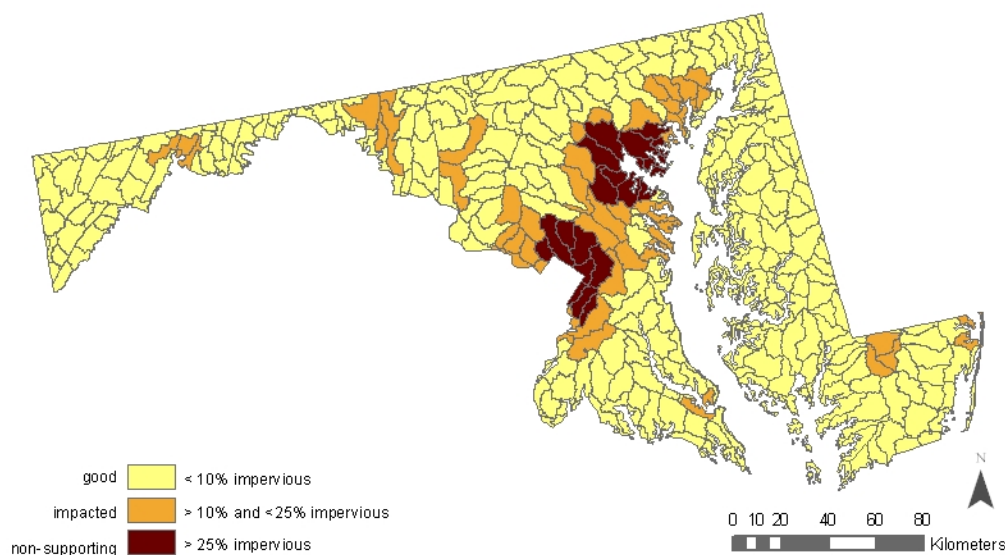 good < 10% impervious
impacted > 10% and <25% impervious
non-supporting > 25% impervious
N
0 10 20 40 60 80
Kilometers